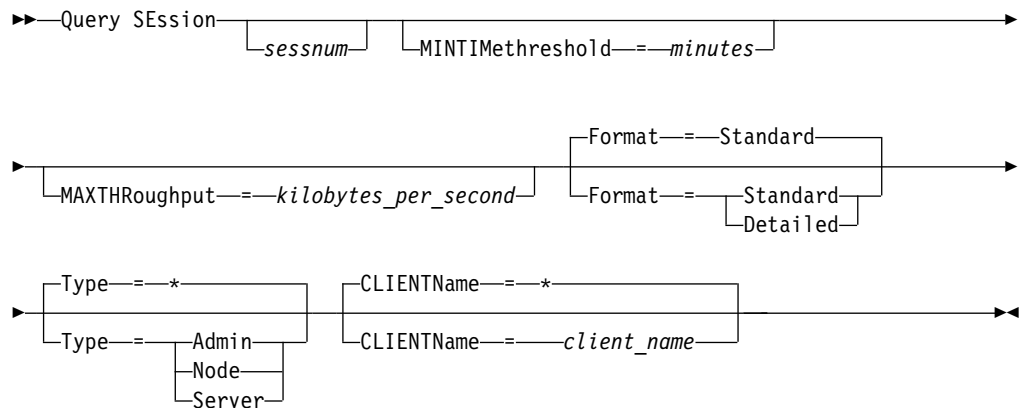 Query SEssion
sessnum
MINTIMethreshold = minutes
Format = Standard
MAXTHRoughput = kilobytes_per_second
Format = Standard
Detailed
Type = *
CLIENTName = *
Type = Admin
Node
Server
CLIENTName = client_name